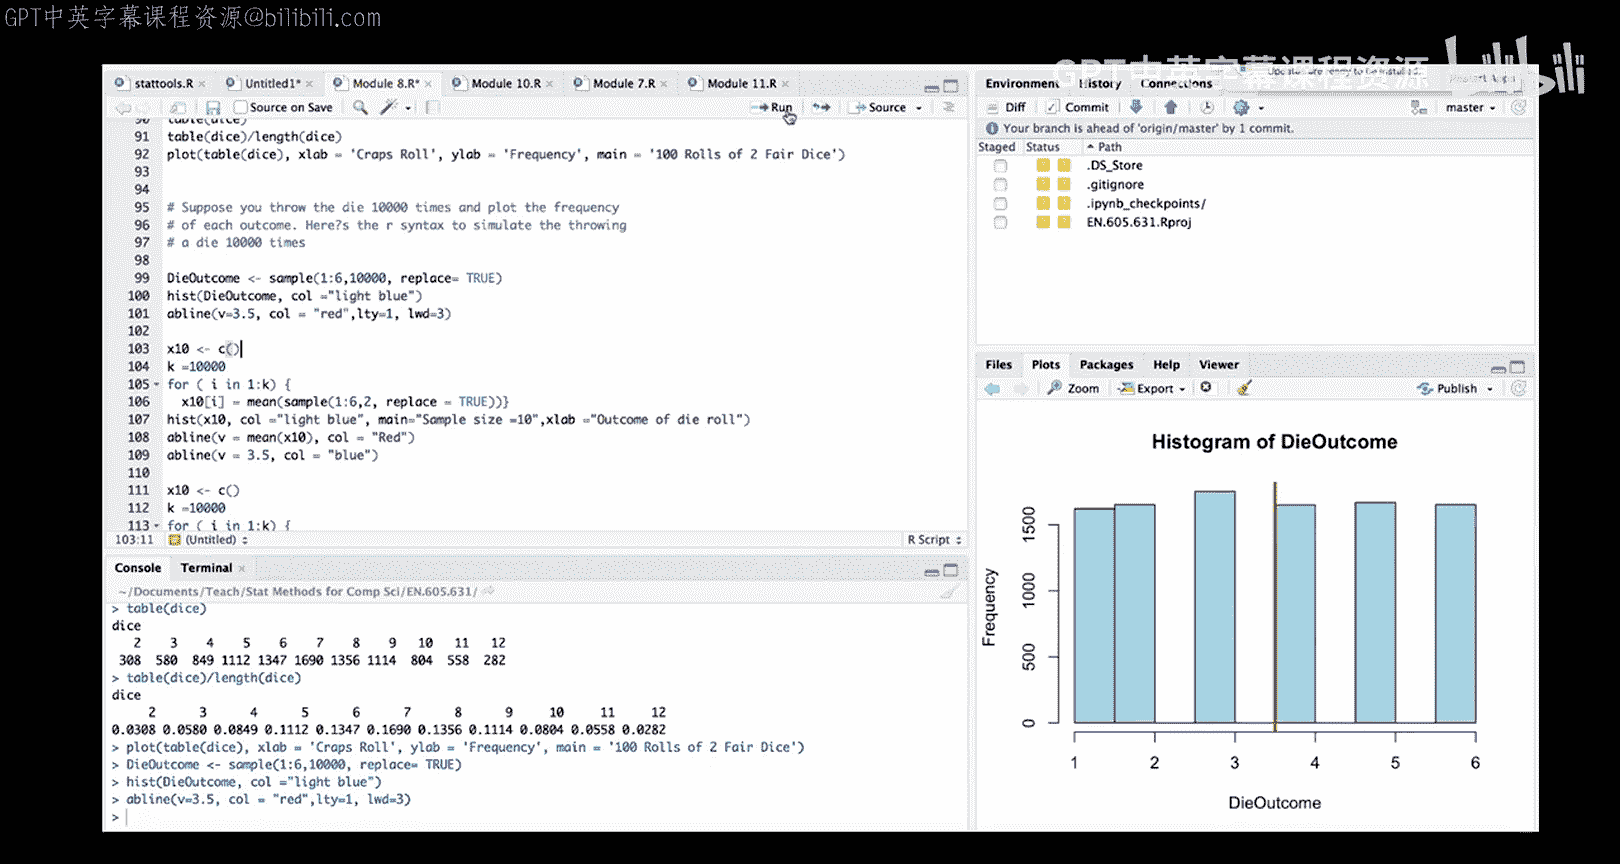 GPT中英字幕课程资源@bilibili.com
GPT中英字幕课程资源 bilibili
stattools.R Untitled1* Module 8.R* Module 10.R Module 7.R Module 11.R
Source on Save Run Source
90 table(dice)
91 table(dice)/length(dice)
92 plot(table(dice), xlab = 'Craps Roll', ylab = 'Frequency', main = '100 Rolls of 2 Fair Dice')
93
94
95 # Suppose you throw the die 10000 times and plot the frequency
96 # of each outcome. Here?s the r syntax to simulate the throwing
97 # a die 10000 times
98
99 DieOutcome <- sample(1:6,10000, replace= TRUE)
100 hist(DieOutcome, col ="light blue")
101 abline(v=3.5, col = "red",lty=1, lwd=3)
102
103 x10 <- c()
104 k =10000
105 for ( i in 1:k) {
106 x10[i] = mean(sample(1:6,2, replace = TRUE))}
107 hist(x10, col ="light blue", main="Sample size =10",xlab ="Outcome of die roll")
108 abline(v = mean(x10), col = "Red")
109 abline(v = 3.5, col = "blue")
110
111 x10 <- c()
112 k =10000
113 for ( i in 1:k) {
103:11 (Untitled) R Script
Console Terminal
~/Documents/Teach/Stat Methods for Comp Sci/EN.605.631/
> table(dice)
dice
2 3 4 5 6 7 8 9 10 11 12
308 580 849 1112 1347 1690 1356 1114 804 558 282
> table(dice)/length(dice)
dice
2 3 4 5 6 7 8 9 10 11 12
0.0308 0.0580 0.0849 0.1112 0.1347 0.1690 0.1356 0.1114 0.0804 0.0558 0.0282
> plot(table(dice), xlab = 'Craps Roll', ylab = 'Frequency', main = '100 Rolls of 2 Fair Dice')
> DieOutcome <- sample(1:6,10000, replace= TRUE)
> hist(DieOutcome, col ="light blue")
> abline(v=3.5, col = "red",lty=1, lwd=3)
>
Environment History Connections
Diff Commit master
Your branch is ahead of 'origin/master' by 1 commit.
Staged Status Path
.DS_Store
.gitignore
.ipynb_checkpoints/
EN.605.631.Rproj
Files Plots Packages Help Viewer
Zoom Export Publish
Histogram of DieOutcome
Frequency
1500
1000
500
0
1 2 3 4 5 6
DieOutcome